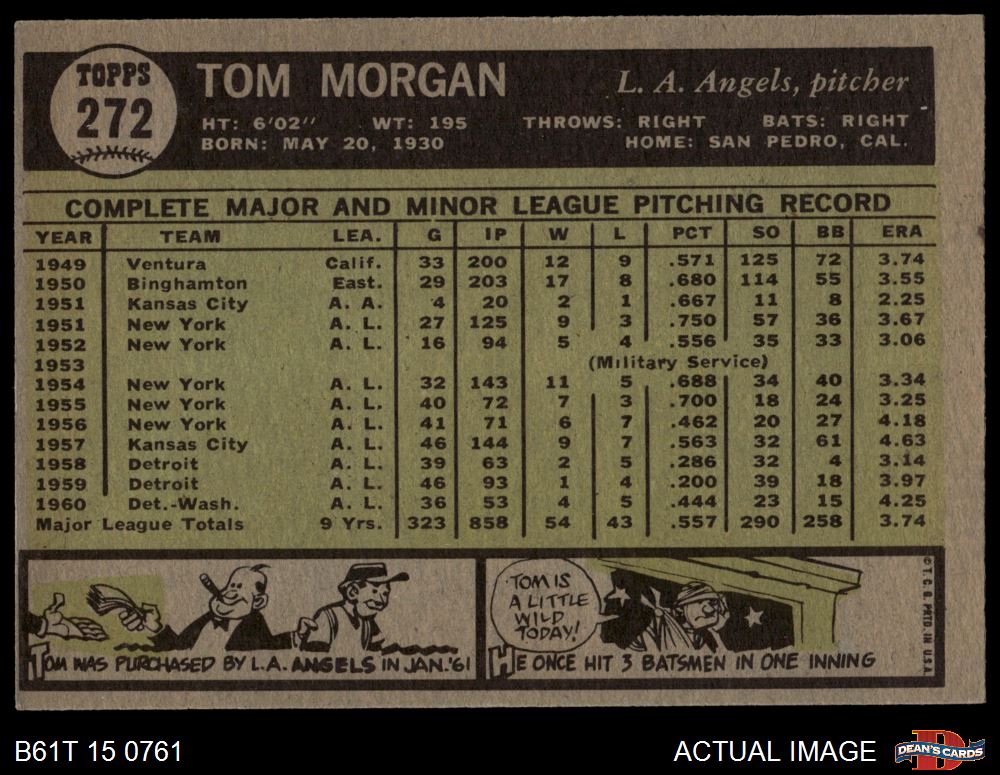 TOPPS
272
TOM MORGAN
L. A. Angels, pitcher
HT: 6'02" WT: 195 THROWS: RIGHT BATS: RIGHT
BORN: MAY 20, 1930 HOME: SAN PEDRO, CAL.
COMPLETE MAJOR AND MINOR LEAGUE PITCHING RECORD
YEAR TEAM LEA. G IP W L PCT SO BB ERA
1949 Ventura Calif. 33 200 12 9 .571 125 72 3.74
1950 Binghamton East. 29 203 17 8 .680 114 55 3.55
1951 Kansas City A. A. 4 20 2 1 .667 11 8 2.25
1951 New York A. L. 27 125 9 3 .750 57 36 3.67
1952 New York A. L. 16 94 5 4 .556 35 33 3.06
1953 (Military Service)
1954 New York A. L. 32 143 11 5 .688 34 40 3.34
1955 New York A. L. 40 72 7 3 .700 18 24 3.25
1956 New York A. L. 41 71 6 7 .462 20 27 4.18
1957 Kansas City A. L. 46 144 9 7 .563 32 61 4.63
1958 Detroit A. L. 39 63 2 5 .286 32 4 3.14
1959 Detroit A. L. 46 93 1 4 .200 39 18 3.97
1960 Det.-Wash. A. L. 36 53 4 5 .444 23 15 4.25
Major League Totals 9 Yrs. 323 858 54 43 .557 290 258 3.74
TOM WAS PURCHASED BY L.A. ANGELS IN JAN.'61
TOM IS
A LITTLE
WILD
TODAY!
HE ONCE HIT 3 BATSMEN IN ONE INNING
© T. C. G. PRTD. IN U.S.A.
B61T 15 0761
ACTUAL IMAGE
D
DEAN'S CARDS